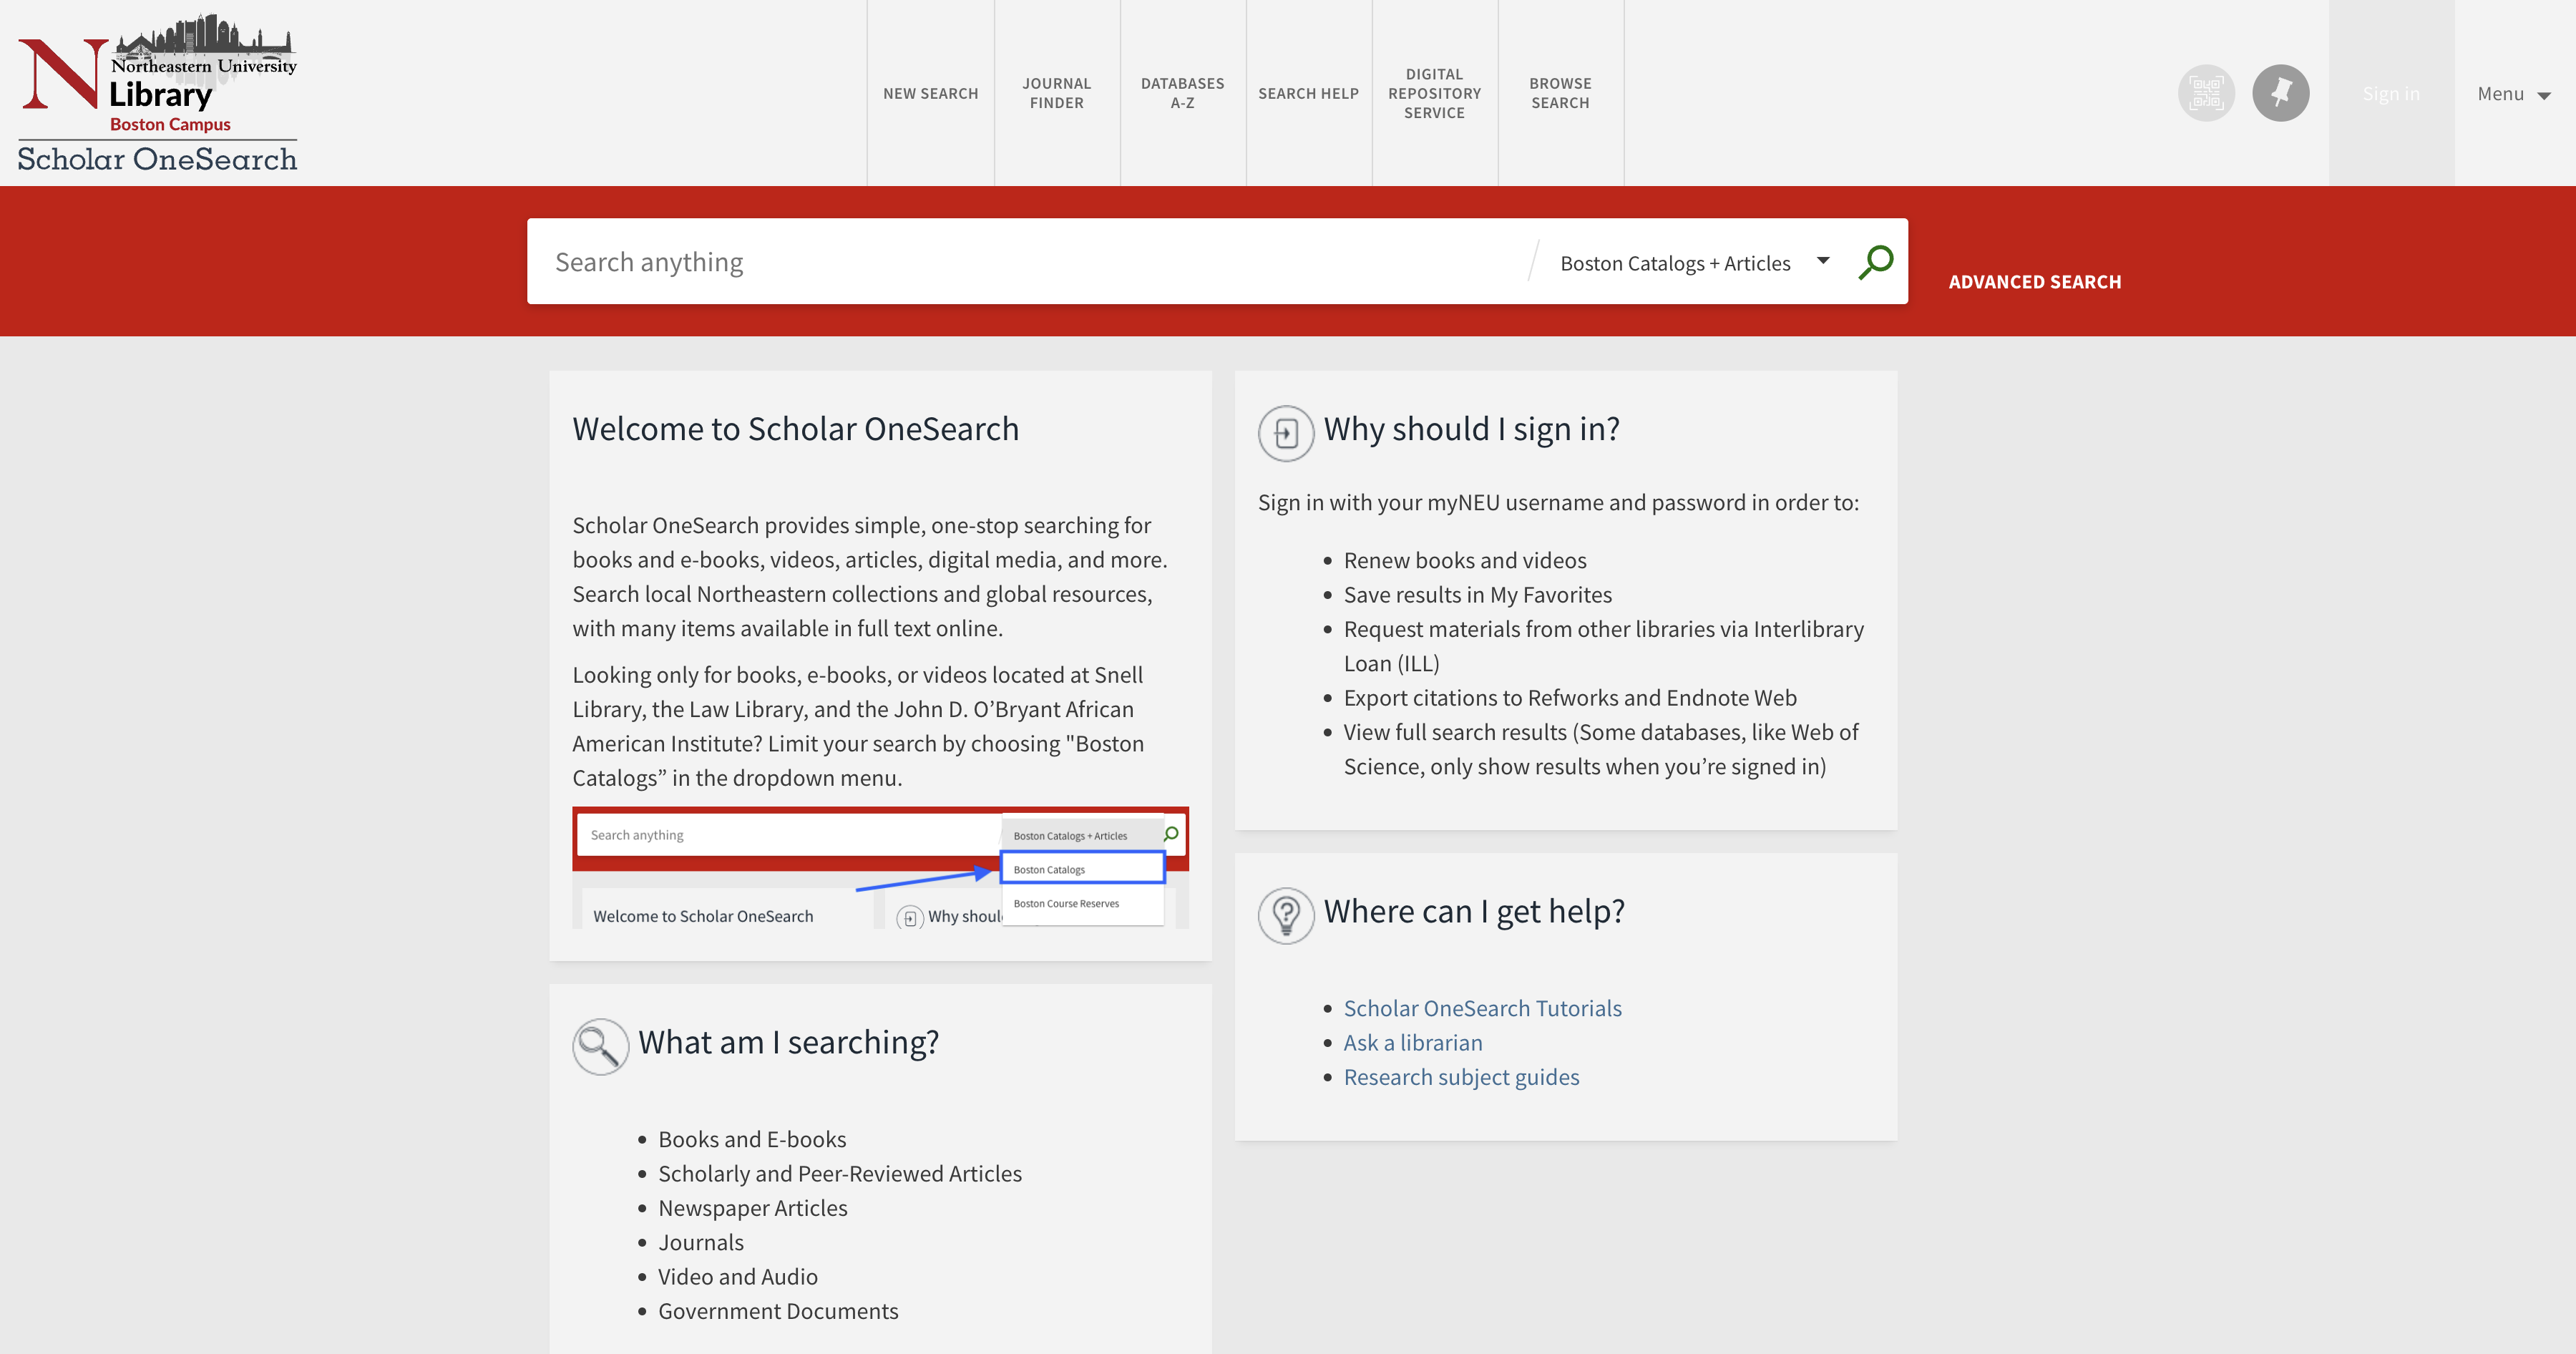 Northeastern University
Library
Boston Campus
Scholar OneSearch
NEW SEARCH
JOURNAL
FINDER
DATABASES
A-Z
SEARCH HELP
DIGITAL
REPOSITORY
SERVICE
BROWSE
SEARCH
Sign in
Menu
Search anything
Boston Catalogs + Articles
ADVANCED SEARCH
Welcome to Scholar OneSearch
Scholar OneSearch provides simple, one-stop searching for
books and e-books, videos, articles, digital media, and more.
Search local Northeastern collections and global resources,
with many items available in full text online.
Looking only for books, e-books, or videos located at Snell
Library, the Law Library, and the John D. O’Bryant African
American Institute? Limit your search by choosing "Boston
Catalogs” in the dropdown menu.
Search anything
Boston Catalogs + Articles
Boston Catalogs
Boston Course Reserves
Welcome to Scholar OneSearch
Why shoul
What am I searching?
• Books and E-books
• Scholarly and Peer-Reviewed Articles
• Newspaper Articles
• Journals
• Video and Audio
• Government Documents
Why should I sign in?
Sign in with your myNEU username and password in order to:
• Renew books and videos
• Save results in My Favorites
• Request materials from other libraries via Interlibrary
Loan (ILL)
• Export citations to Refworks and Endnote Web
• View full search results (Some databases, like Web of
Science, only show results when you’re signed in)
Where can I get help?
• Scholar OneSearch Tutorials
• Ask a librarian
• Research subject guides